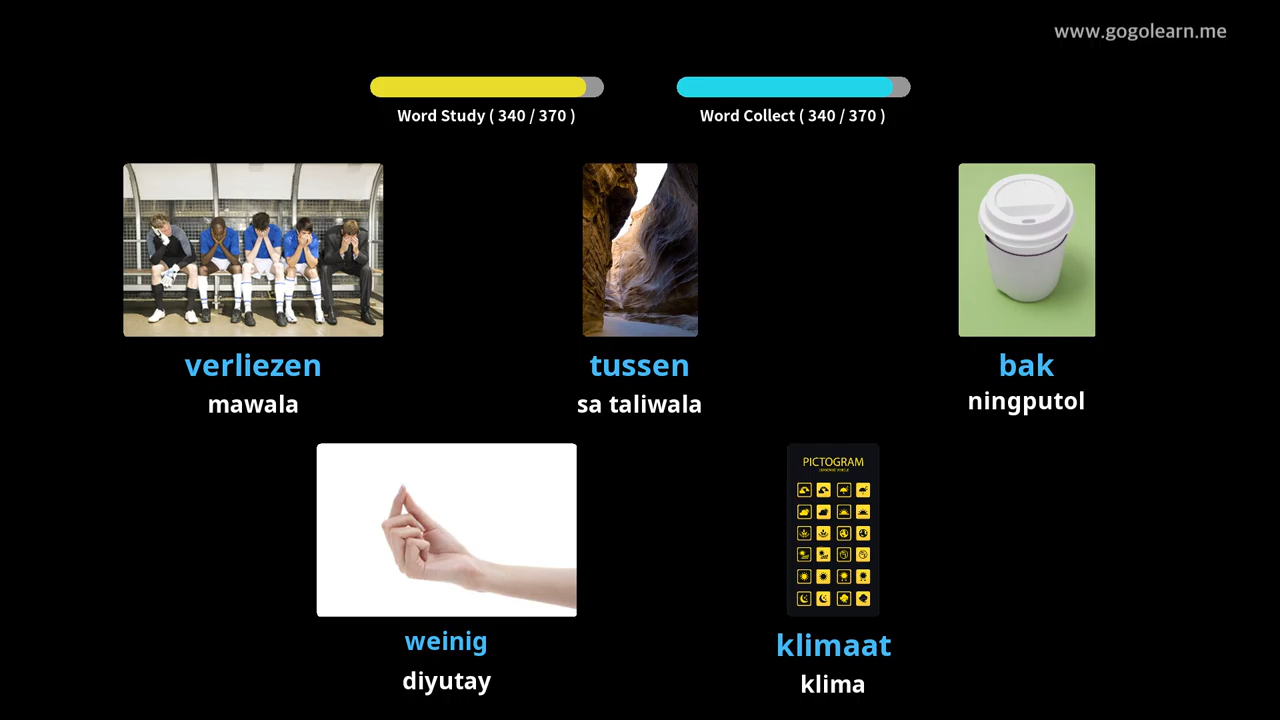 www.gogolearn.me
Word Study ( 340 / 370 )
Word Collect ( 340 / 370 )
verliezen
mawala
tussen
sa taliwala
bak
ningputol
PICTOGRAM
weinig
diyutay
klimaat
klima